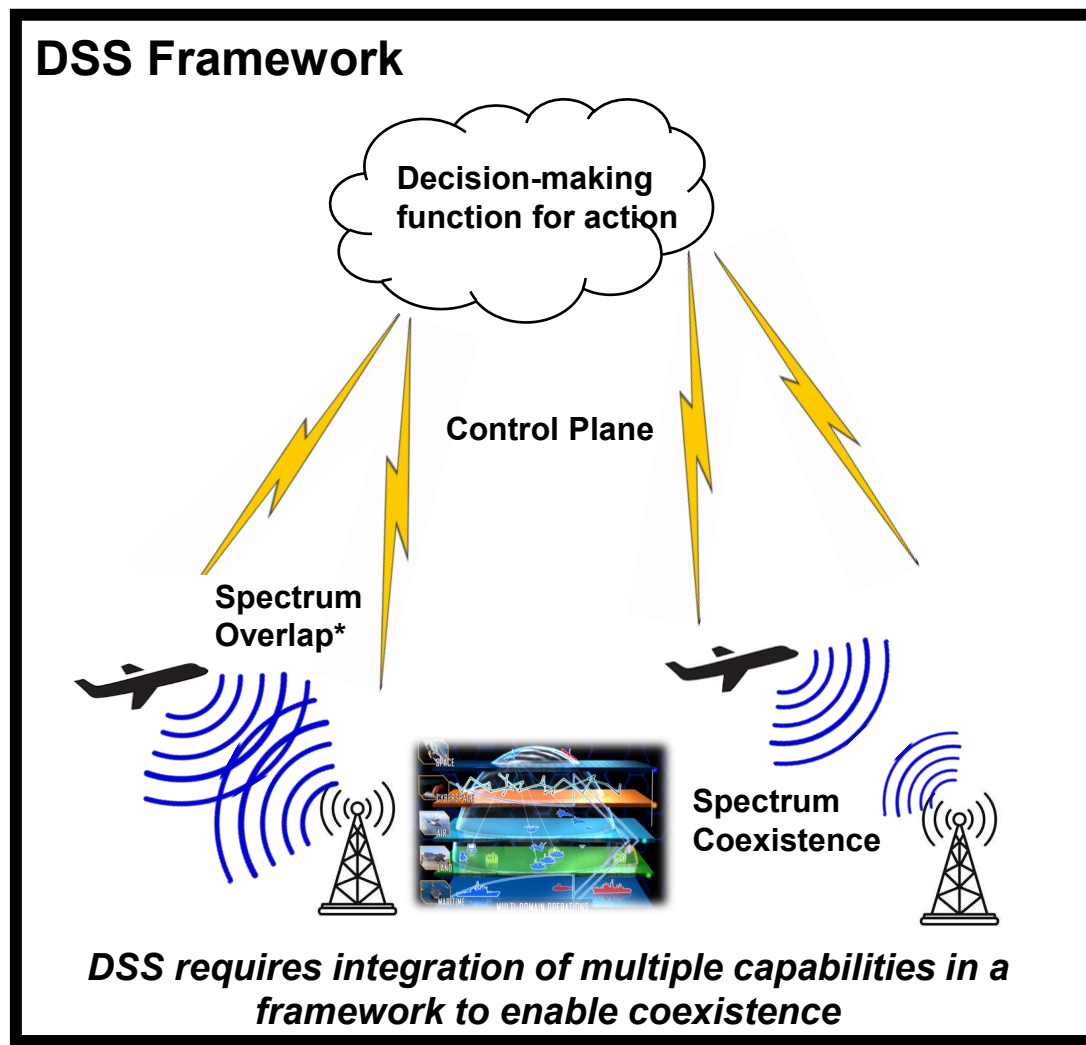 DSS Framework
Decision-making
function for action
Control Plane
Spectrum
Overlap*
SPACE
CYBERSPACE
AIR
LAND
MARITIME
MULTI-DOMAIN OPERATIONS
Spectrum
Coexistence
DSS requires integration of multiple capabilities in a
framework to enable coexistence